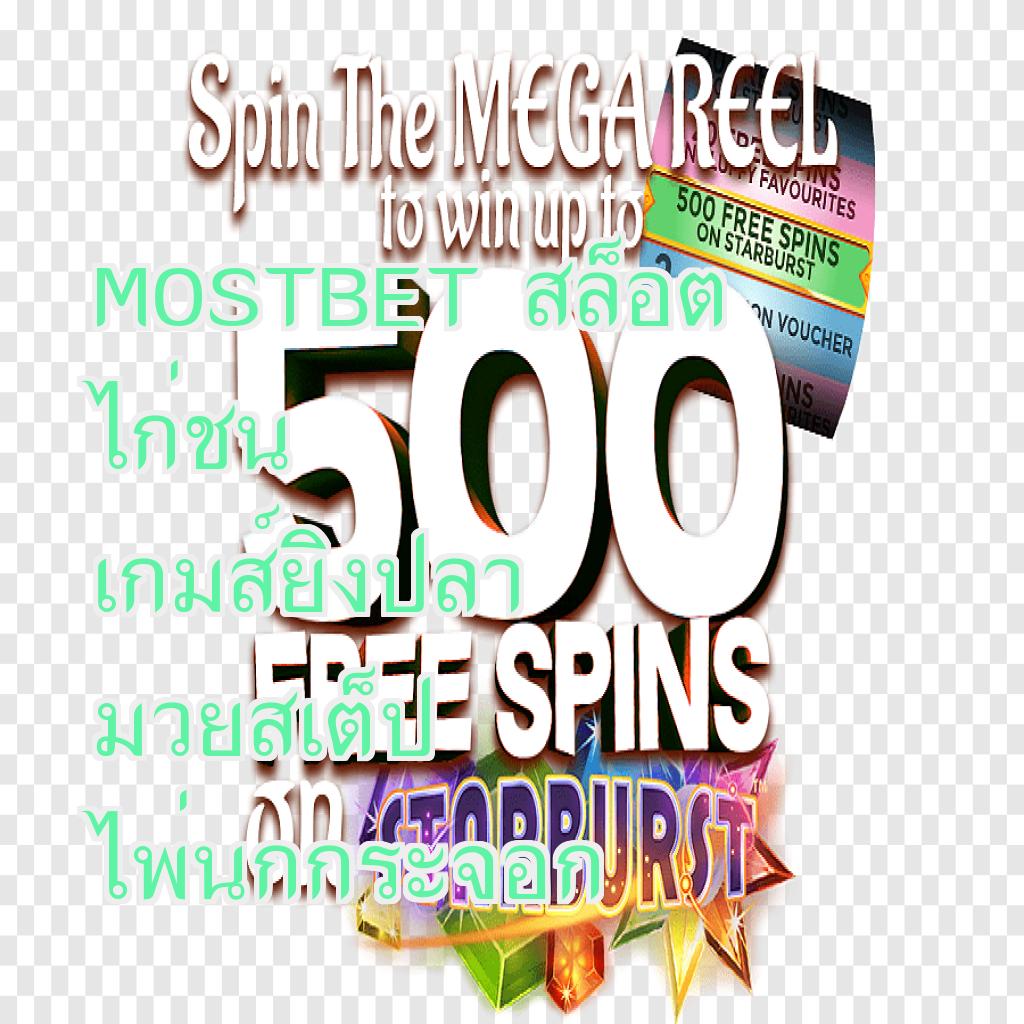 Spin The MEGA REEL
to win up to
500 FREE SPINS
ON STARBURST
MOSTBET สล็อต
ON VOUCHER
FAVOURITES
ไก่ชน
500
เกมส์ยิงปลา
FREE SPINS
มวยสเต็ป
on STARBURST
ไพ่นกกระจอก